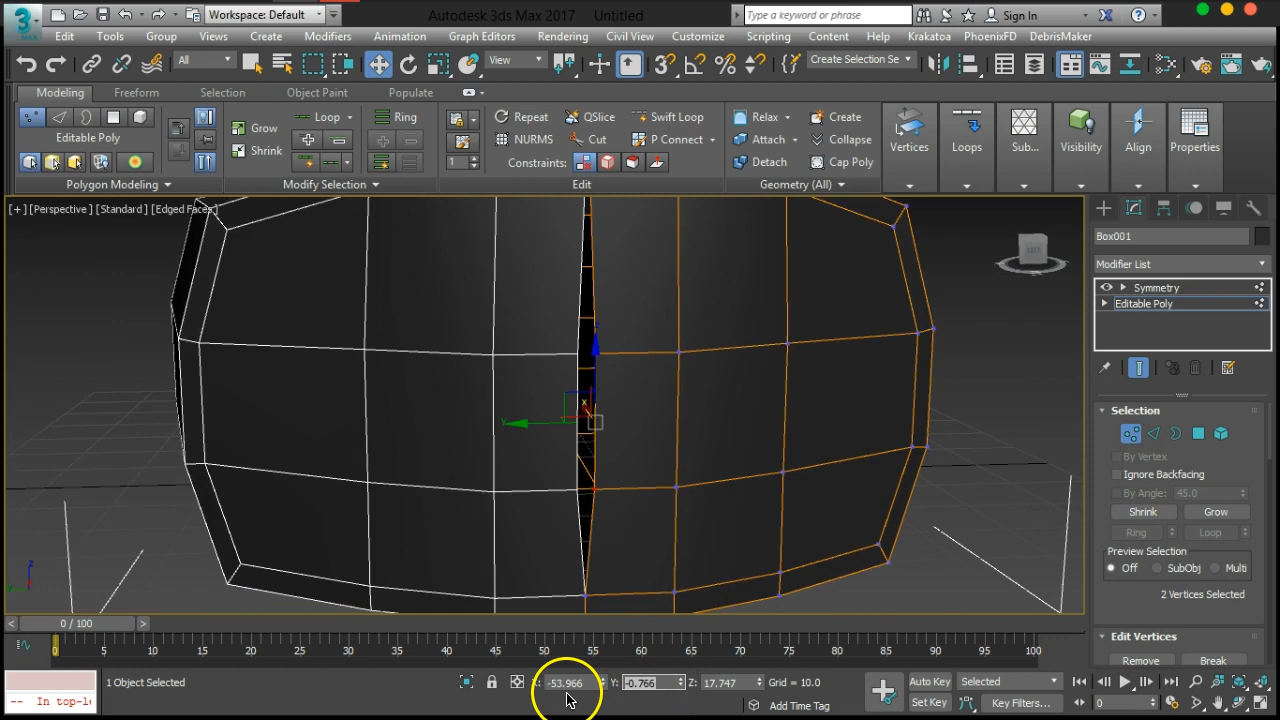 Workspace: Default
Autodesk 3ds Max 2017 Untitled
Type a keyword or phrase
Sign In
3
MAX
Edit Tools Group Views Create Modifiers Animation Graph Editors Rendering Civil View Customize Scripting Content Help Krakatoa PhoenixFD DebrisMaker
All
View
Create Selection Se
Modeling Freeform Selection Object Paint Populate
Editable Poly
Polygon Modeling
Grow
Shrink
Loop
Ring
Modify Selection
1
Repeat QSlice Swift Loop
NURMS Cut P Connect
Constraints:
Edit
Relax Create
Attach Collapse
Detach Cap Poly
Geometry (All)
Vertices
Loops
Sub...
Visibility
Align
Properties
[+] [Perspective] [Standard] [Edged Faces]
Box001
Modifier List
Symmetry
Editable Poly
Selection
By Vertex
Ignore Backfacing
By Angle: 45.0
Shrink Grow
Ring Loop
Preview Selection
Off SubObj Multi
2 Vertices Selected
Edit Vertices
Remove Break
0 / 100
0 5 10 15 20 25 30 35 40 45 50 55 60 65 70 75 80 85 90 95 100
1 Object Selected
X: -53.966 Y: -0.766 Z: 17.747 Grid = 10.0
Auto Key Selected
-- In top-le
Add Time Tag
Set Key Key Filters...
0